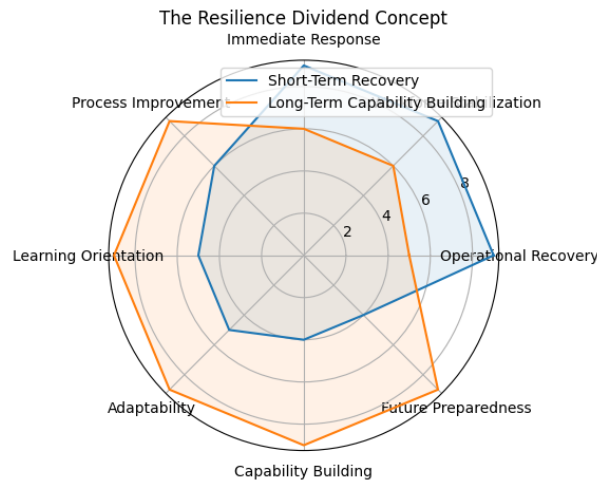 The Resilience Dividend Concept
Immediate Response
Short-Term Recovery
Process Improvement
Long-Term Capability Building
8
6
4
2
Learning Orientation
Operational Recovery
Adaptability
Future Preparedness
Capability Building